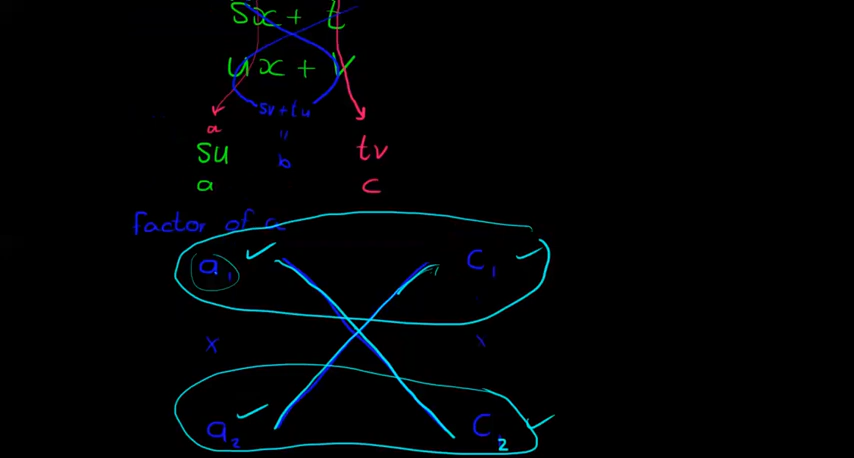 Sx + t
ux + v
sv + tu
a = 
su b tv
a c
factor of a
a₁ C₁
x x
a₂ C₂